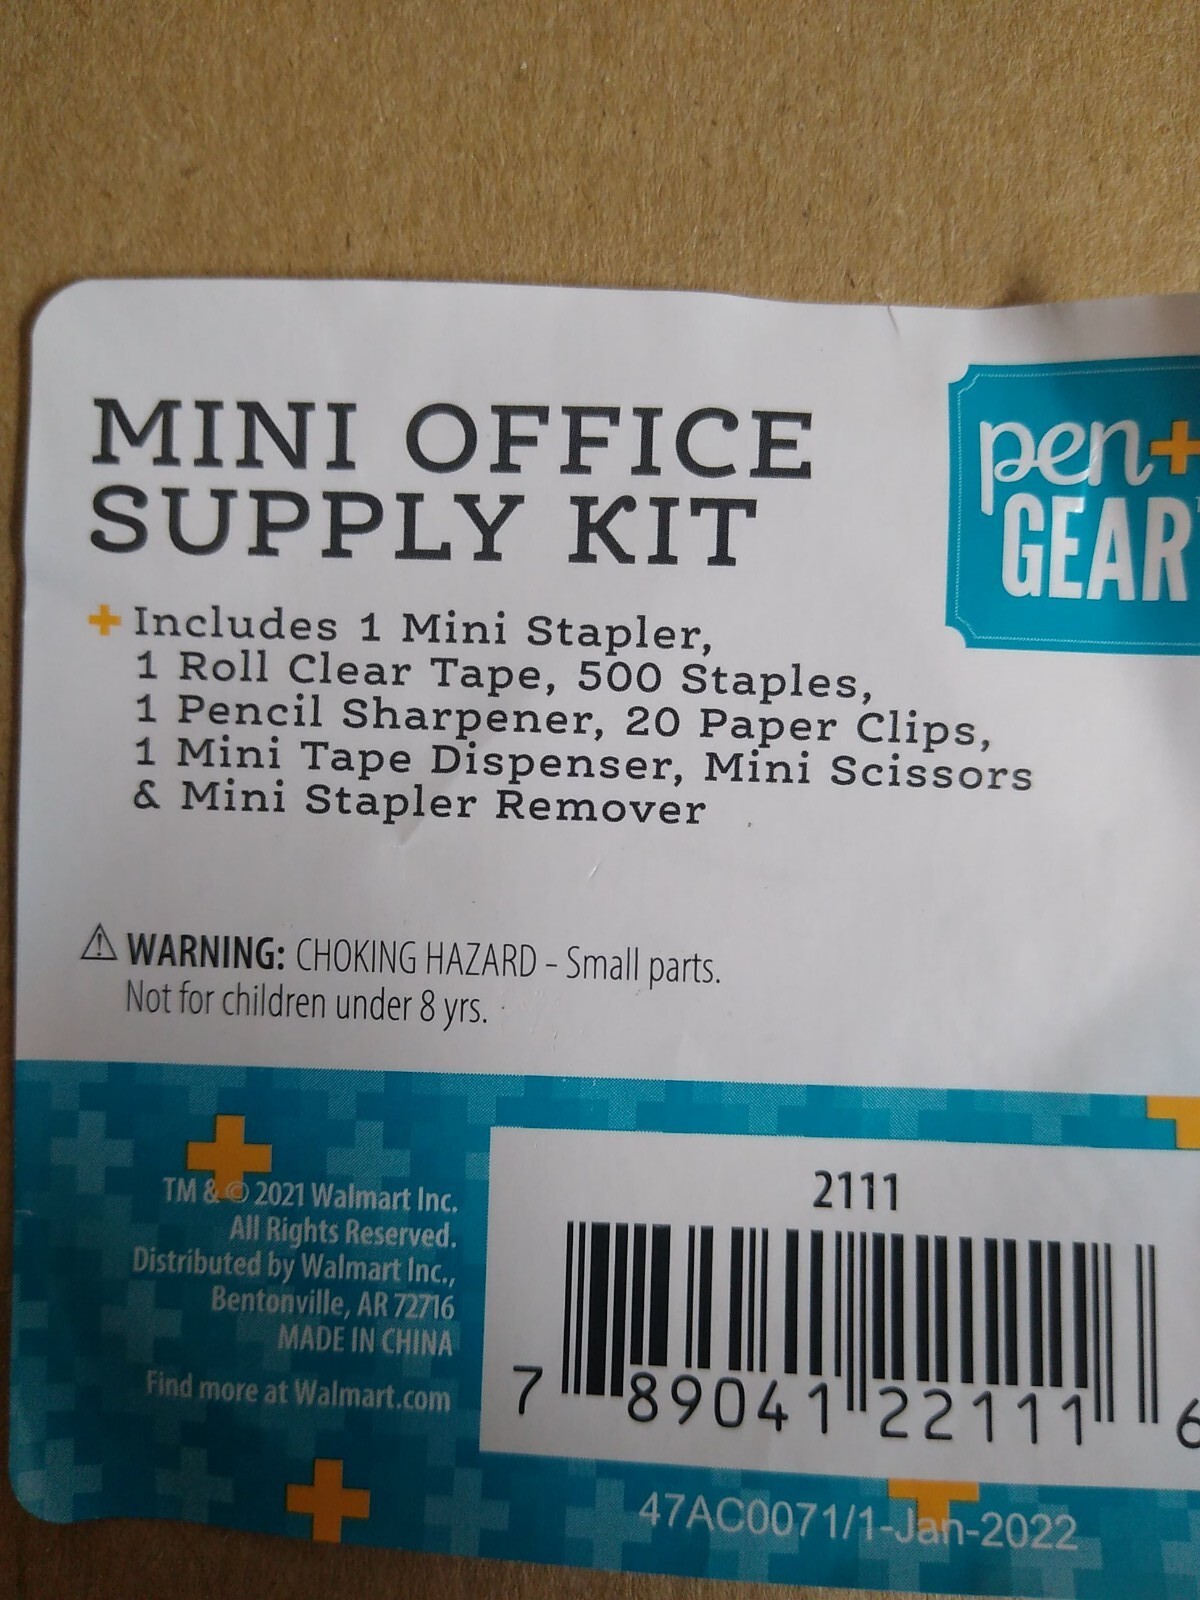 MINI OFFICE
SUPPLY KIT
pen+
GEAR
+ Includes 1 Mini Stapler,
1 Roll Clear Tape, 500 Staples,
1 Pencil Sharpener, 20 Paper Clips,
1 Mini Tape Dispenser, Mini Scissors
& Mini Stapler Remover
⚠ WARNING: CHOKING HAZARD - Small parts.
Not for children under 8 yrs.
TM & © 2021 Walmart Inc.
All Rights Reserved.
Distributed by Walmart Inc.,
Bentonville, AR 72716
MADE IN CHINA
Find more at Walmart.com
2111
7 89041 22111 6
47AC0071/1-Jan-2022